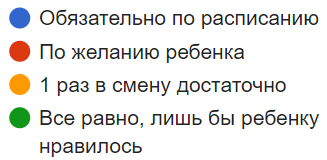 Обязательно по расписанию
По желанию ребенка
1 раз в смену достаточно
Все равно, лишь бы ребенку
нравилось